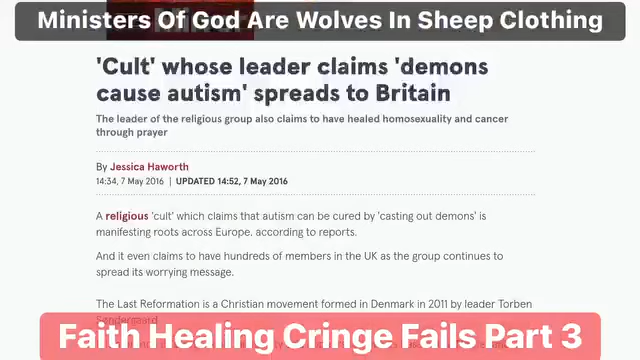 Ministers Of God Are Wolves In Sheep Clothing
'Cult' whose leader claims 'demons
cause autism' spreads to Britain
The leader of the religious group also claims to have healed homosexuality and cancer
through prayer
By Jessica Haworth
14:34, 7 May 2016 | UPDATED 14:52, 7 May 2016
A religious 'cult' which claims that autism can be cured by 'casting out demons' is
manifesting roots across Europe, according to reports.
And it even claims to have hundreds of members in the UK as the group continues to
spread its worrying message.
The Last Reformation is a Christian movement formed in Denmark in 2011 by leader Torben
Faith Healing Cringe Fails Part 3